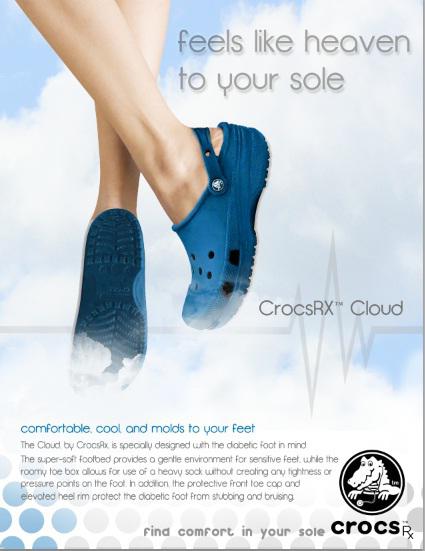 feels like heaven
to your sole
CrocsRX™ Cloud
comfortable, cool, and molds to your feet
The Cloud, by CrocsRx, is specially designed with the diabetic foot in mind
The super-soft footbed provides a gentle environment for sensitive feet, while the
roomy toe box allows for use of a heavy sock without creating any tightness or
pressure points on the foot. In addition, the protective front toe cap and
elevated heel rim protect the diabetic foot from stubbing and bruising.
™
find comfort in your sole
crocs Rx